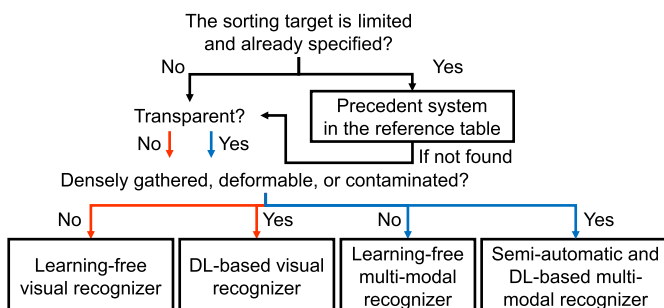 The sorting target is limited
and already specified?
No
Yes
Transparent?
Precedent system
in the reference table
No
Yes
If not found
Densely gathered, deformable, or contaminated?
No
Yes
No
Yes
Learning-free
visual recognizer
DL-based visual
recognizer
Learning-free
multi-modal
recognizer
Semi-automatic and
DL-based multi-
modal recognizer